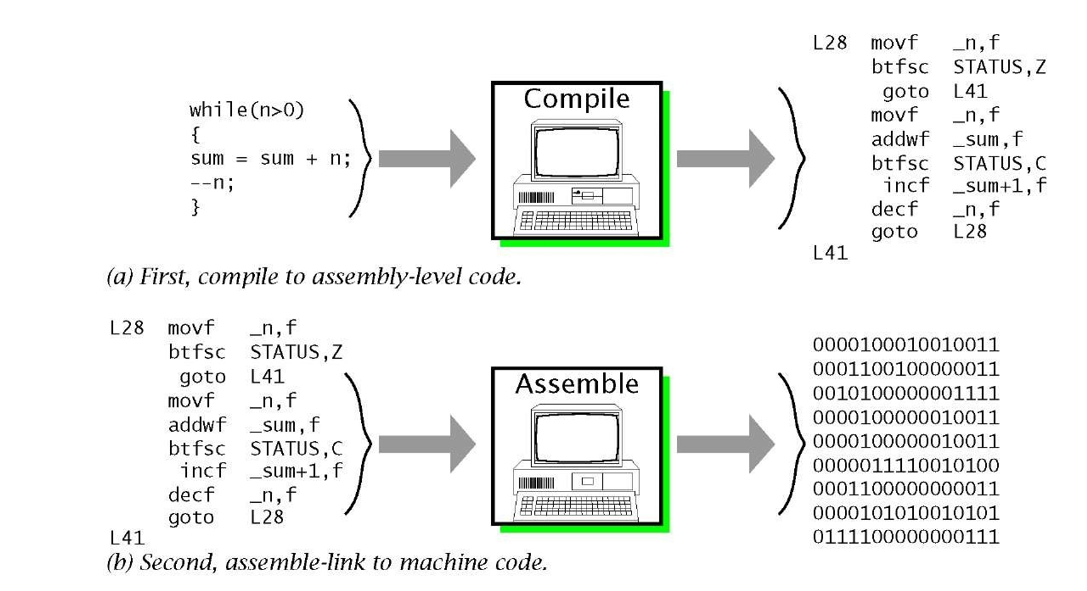 while(n>0)
{
sum = sum + n;
--n;
}
Compile
L28 movf _n,f
btfsc STATUS,Z
goto L41
movf _n,f
addwf _sum,f
btfsc STATUS,C
incf _sum+1,f
decf _n,f
goto L28
L41
(a) First, compile to assembly-level code.
L28 movf _n,f
btfsc STATUS,Z
goto L41
movf _n,f
addwf _sum,f
btfsc STATUS,C
incf _sum+1,f
decf _n,f
goto L28
L41
Assemble
0000100010010011
0001100100000011
0010100000001111
0000100000010011
0000100000010011
0000011110010100
0001100000000011
0000101010010101
0111100000000111
(b) Second, assemble-link to machine code.